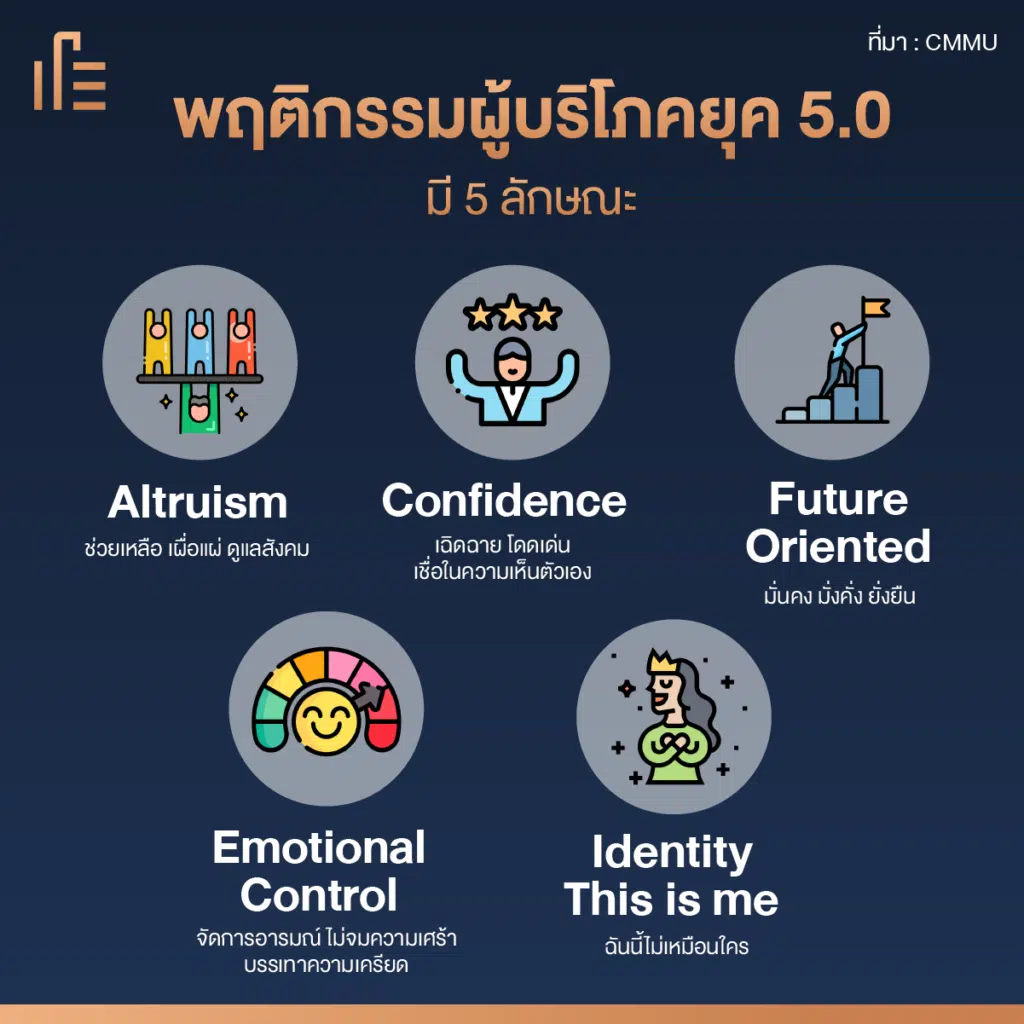 ที่มา : CMMU
พฤติกรรมผู้บริโภคยุค 5.0
มี 5 ลักษณะ
Altruism
ช่วยเหลือ เผื่อแผ่ ดูแลสังคม
Confidence
เฉิดฉาย โดดเด่น
เชื่อในความเห็นตัวเอง
Future
Oriented
มั่นคง มั่งคั่ง ยั่งยืน
Emotional
Control
จัดการอารมณ์ ไม่จมความเศร้า
บรรเทาความเครียด
Identity
This is me
ฉันนี้ไม่เหมือนใคร